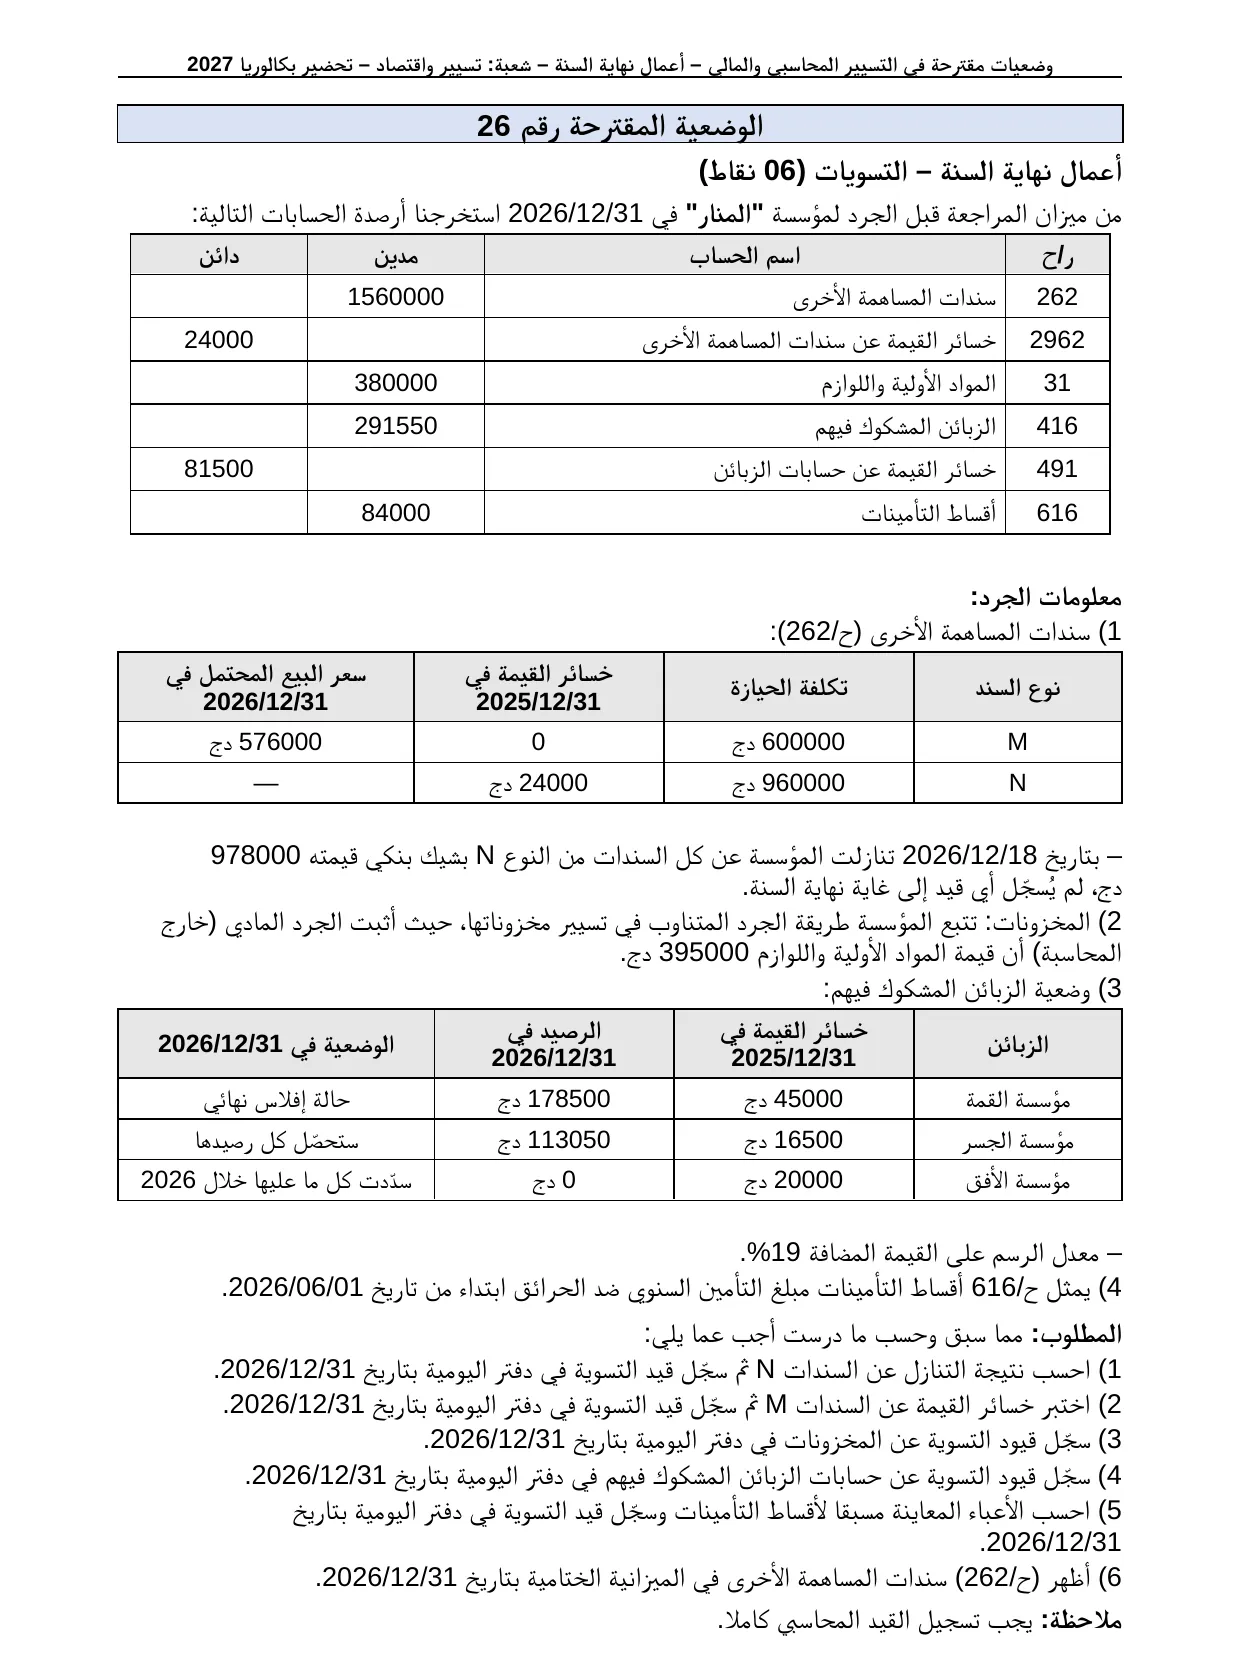 وضعيات مقترحة في التسيير المحاسبي والمالي – أعمال نهاية السنة – شعبة: تسيير واقتصاد – تحضير بكالوريا 2027
الوضعية المقترحة رقم 26
أعمال نهاية السنة – التسويات (06 نقاط)
من ميزان المراجعة قبل الجرد لمؤسسة "المنار" في 2026/12/31 استخرجنا أرصدة الحسابات التالية:
ر/ح اسم الحساب مدين دائن
262 سندات المساهمة الأخرى 1560000
2962 خسائر القيمة عن سندات المساهمة الأخرى 24000
31 المواد الأولية واللوازم 380000
416 الزبائن المشكوك فيهم 291550
491 خسائر القيمة عن حسابات الزبائن 81500
616 أقساط التأمينات 84000
معلومات الجرد:
1) سندات المساهمة الأخرى (ح/262):
نوع السند تكلفة الحيازة خسائر القيمة في 2025/12/31 سعر البيع المحتمل في 2026/12/31
M 600000 دج 0 576000 دج
N 960000 دج 24000 دج —
– بتاريخ 2026/12/18 تنازلت المؤسسة عن كل السندات من النوع N بشيك بنكي قيمته 978000
دج، لم يُسجّل أي قيد إلى غاية نهاية السنة.
2) المخزونات: تتبع المؤسسة طريقة الجرد المتناوب في تسيير مخزوناتها، حيث أثبت الجرد المادي (خارج
المحاسبة) أن قيمة المواد الأولية واللوازم 395000 دج.
3) وضعية الزبائن المشكوك فيهم:
الزبائن خسائر القيمة في 2025/12/31 الرصيد في 2026/12/31 الوضعية في 2026/12/31
مؤسسة القمة 45000 دج 178500 دج حالة إفلاس نهائي
مؤسسة الجسر 16500 دج 113050 دج ستحصّل كل رصيدها
مؤسسة الأفق 20000 دج 0 دج سدّدت كل ما عليها خلال 2026
– معدل الرسم على القيمة المضافة 19%.
4) يمثل ح/616 أقساط التأمينات مبلغ التأمين السنوي ضد الحرائق ابتداء من تاريخ 2026/06/01.
المطلوب: مما سبق وحسب ما درست أجب عما يلي:
1) احسب نتيجة التنازل عن السندات N ثم سجّل قيد التسوية في دفتر اليومية بتاريخ 2026/12/31.
2) اختبر خسائر القيمة عن السندات M ثم سجّل قيد التسوية في دفتر اليومية بتاريخ 2026/12/31.
3) سجّل قيود التسوية عن المخزونات في دفتر اليومية بتاريخ 2026/12/31.
4) سجّل قيود التسوية عن حسابات الزبائن المشكوك فيهم في دفتر اليومية بتاريخ 2026/12/31.
5) احسب الأعباء المعاينة مسبقا لأقساط التأمينات وسجّل قيد التسوية في دفتر اليومية بتاريخ
2026/12/31.
6) أظهر (ح/262) سندات المساهمة الأخرى في الميزانية الختامية بتاريخ 2026/12/31.
ملاحظة: يجب تسجيل القيد المحاسبي كاملا.